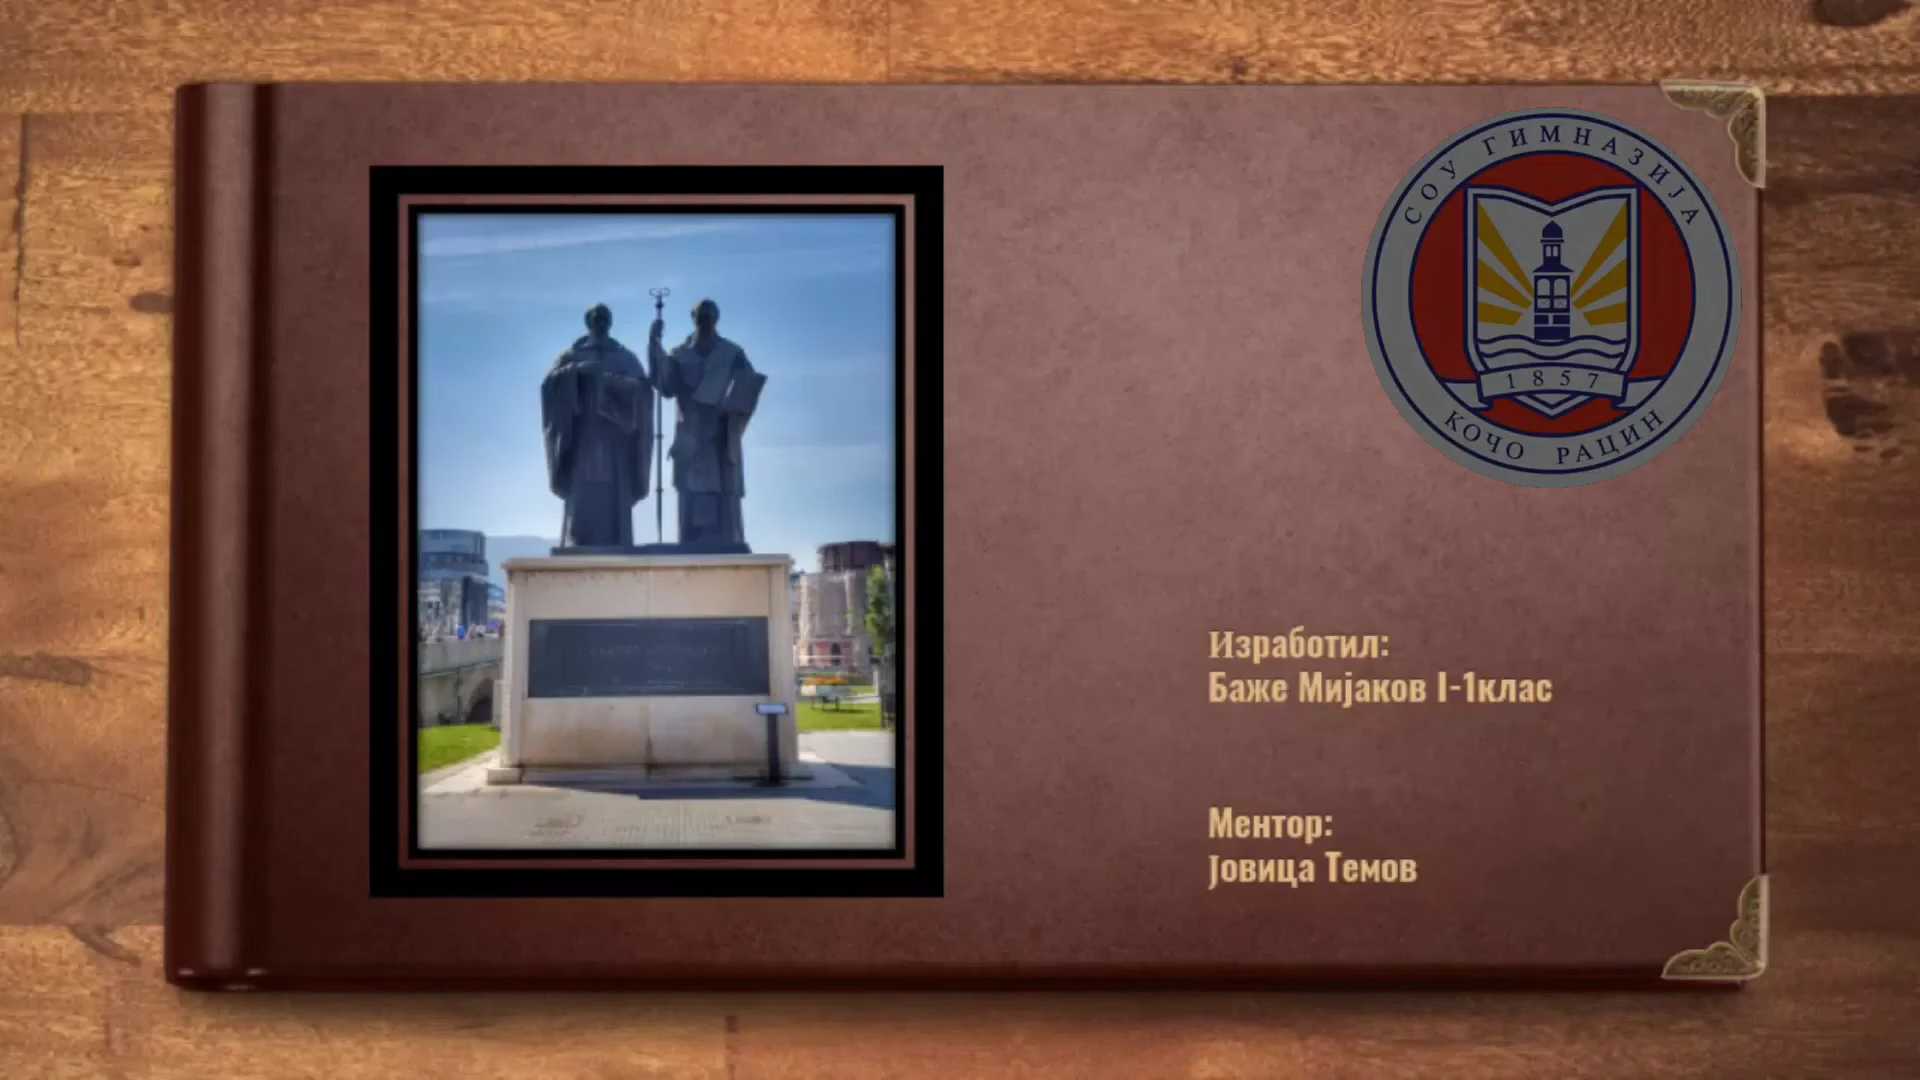 СОУ ГИМНАЗИЈА
1857
КОЧО РАЦИН
Изработил:
Баже Мијаков I-1клас
Ментор:
Јовица Темов